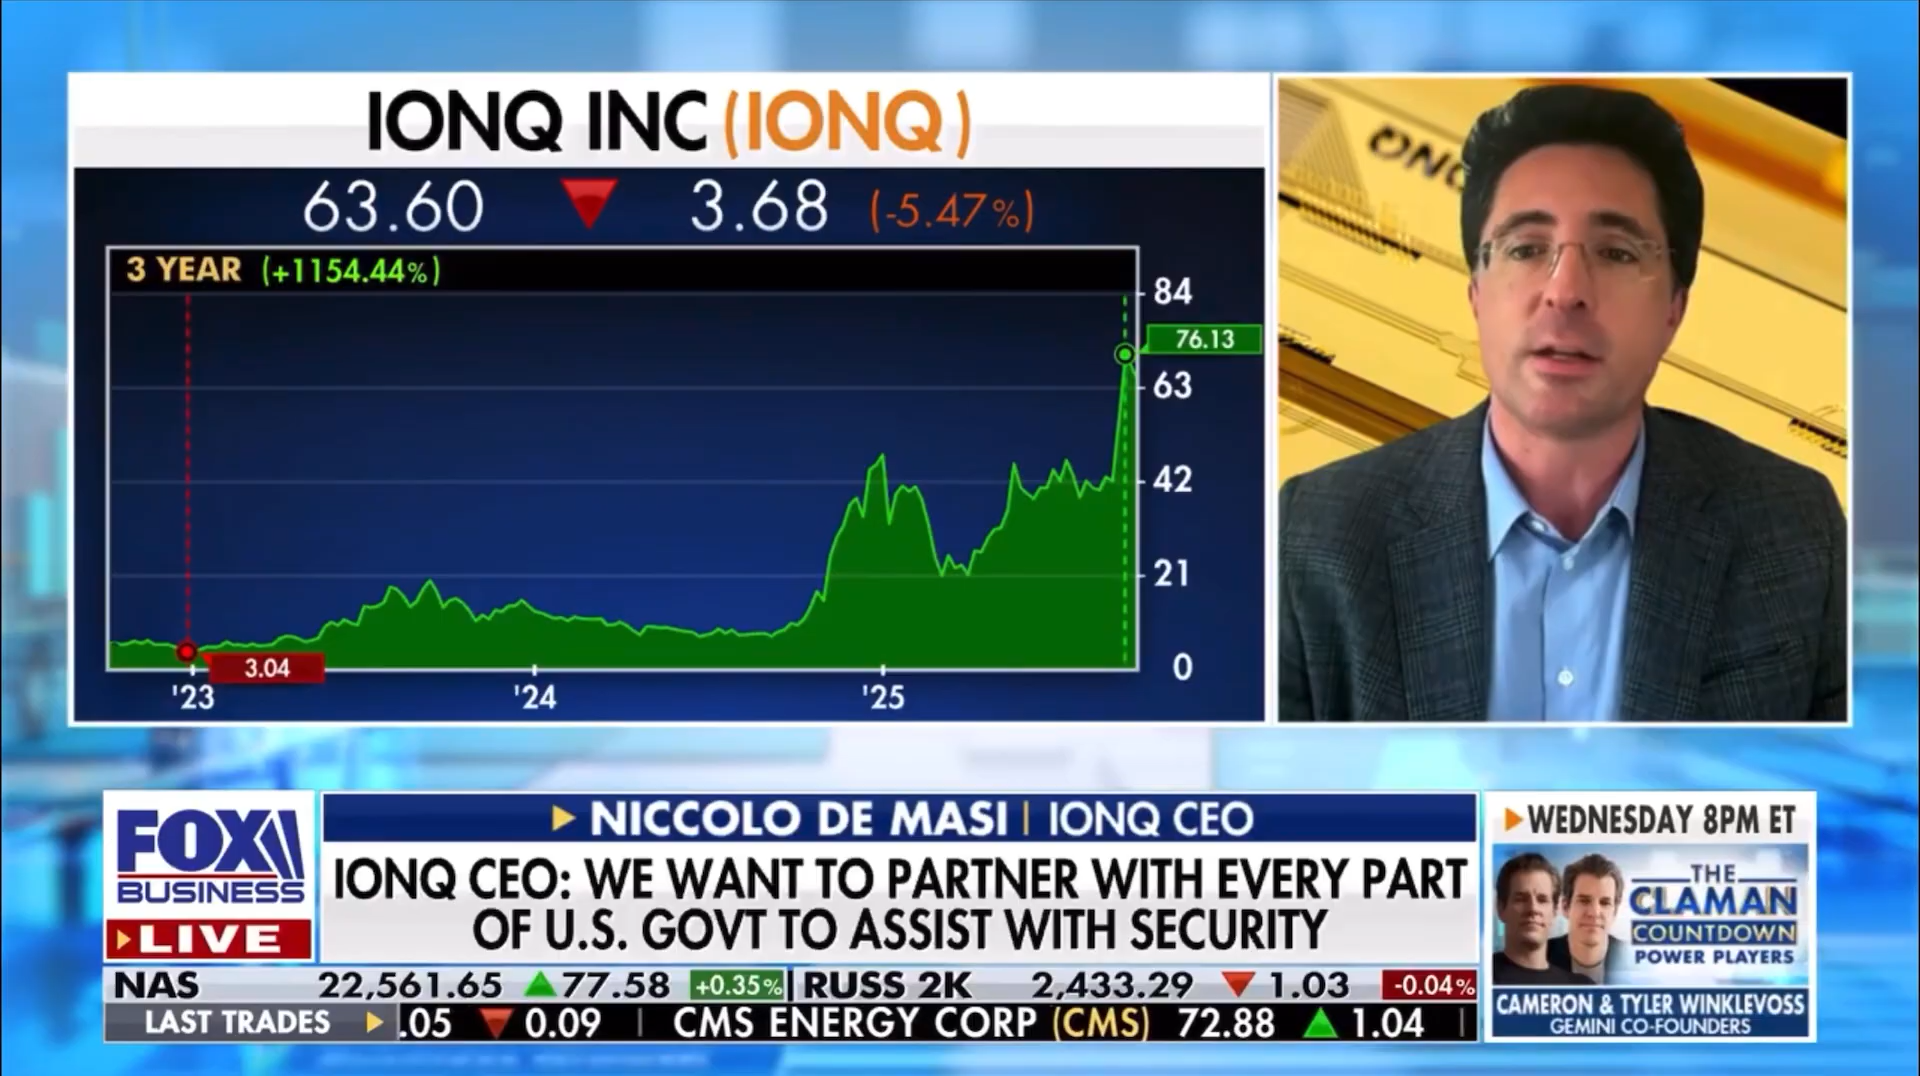 IONQ INC (IONQ)
63.60 ▼ 3.68 (-5.47%)
3 YEAR (+1154.44%)
84
76.13
63
42
21
0
3.04
'23 '24 '25
IONQ
FOX
BUSINESS
LIVE
NICCOLO DE MASI | IONQ CEO
IONQ CEO: WE WANT TO PARTNER WITH EVERY PART
OF U.S. GOVT TO ASSIST WITH SECURITY
NAS 22,561.65 ▲ 77.58 +0.35% | RUSS 2K 2,433.29 ▼ 1.03 -0.04%
LAST TRADES .05 ▼ 0.09 | CMS ENERGY CORP (CMS) 72.88 ▲ 1.04 |
WEDNESDAY 8PM ET
THE
CLAMAN
COUNTDOWN
POWER PLAYERS
CAMERON & TYLER WINKLEVOSS
GEMINI CO-FOUNDERS